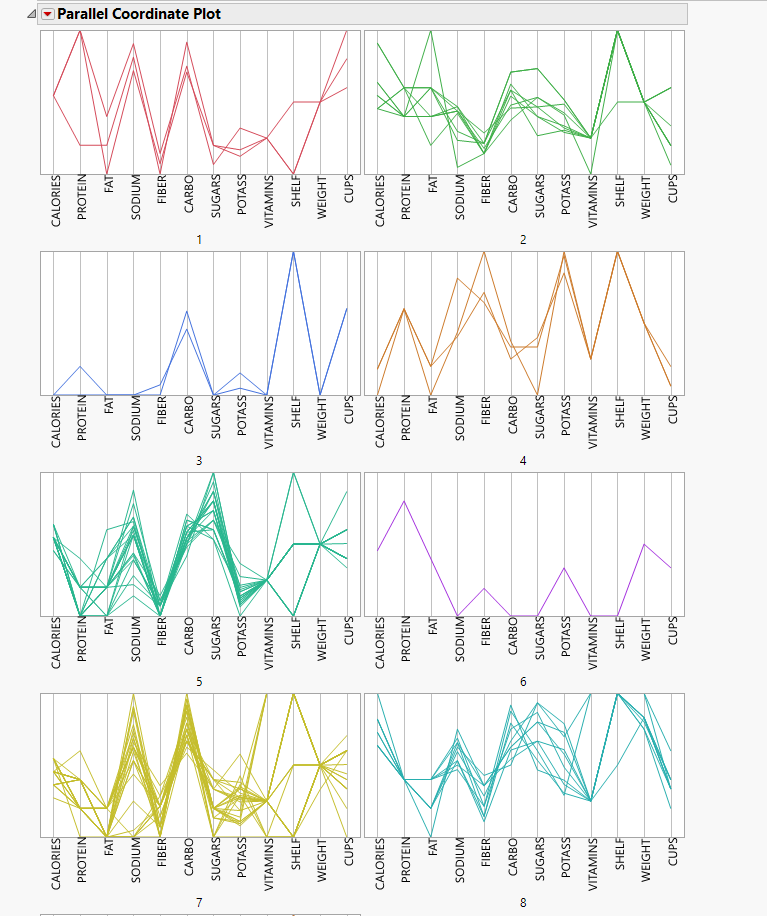 Parallel Coordinate Plot
CALORIES PROTEIN FAT SODIUM FIBER CARBO SUGARS POTASS VITAMINS SHELF WEIGHT CUPS
1
CALORIES PROTEIN FAT SODIUM FIBER CARBO SUGARS POTASS VITAMINS SHELF WEIGHT CUPS
2
CALORIES PROTEIN FAT SODIUM FIBER CARBO SUGARS POTASS VITAMINS SHELF WEIGHT CUPS
3
CALORIES PROTEIN FAT SODIUM FIBER CARBO SUGARS POTASS VITAMINS SHELF WEIGHT CUPS
4
CALORIES PROTEIN FAT SODIUM FIBER CARBO SUGARS POTASS VITAMINS SHELF WEIGHT CUPS
5
CALORIES PROTEIN FAT SODIUM FIBER CARBO SUGARS POTASS VITAMINS SHELF WEIGHT CUPS
6
CALORIES PROTEIN FAT SODIUM FIBER CARBO SUGARS POTASS VITAMINS SHELF WEIGHT CUPS
7
CALORIES PROTEIN FAT SODIUM FIBER CARBO SUGARS POTASS VITAMINS SHELF WEIGHT CUPS
8